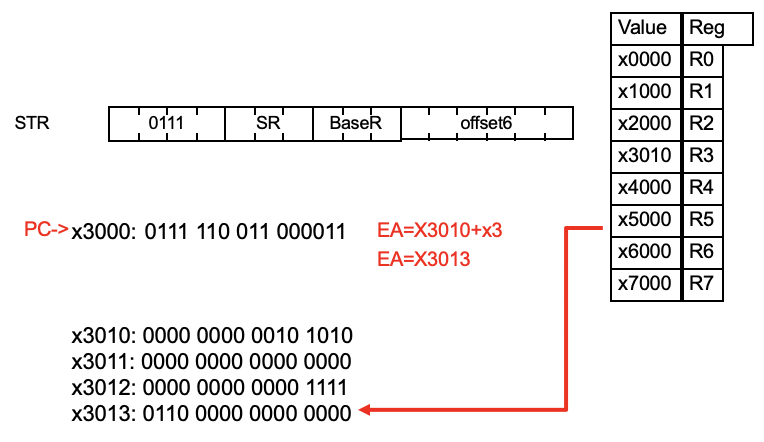 Value Reg
x0000 R0
x1000 R1
x2000 R2
x3010 R3
x4000 R4
x5000 R5
x6000 R6
x7000 R7
STR 0111 SR BaseR offset6
PC-> x3000: 0111 110 011 000011 EA=X3010+x3
EA=X3013
x3010: 0000 0000 0010 1010
x3011: 0000 0000 0000 0000
x3012: 0000 0000 0000 1111
x3013: 0110 0000 0000 0000